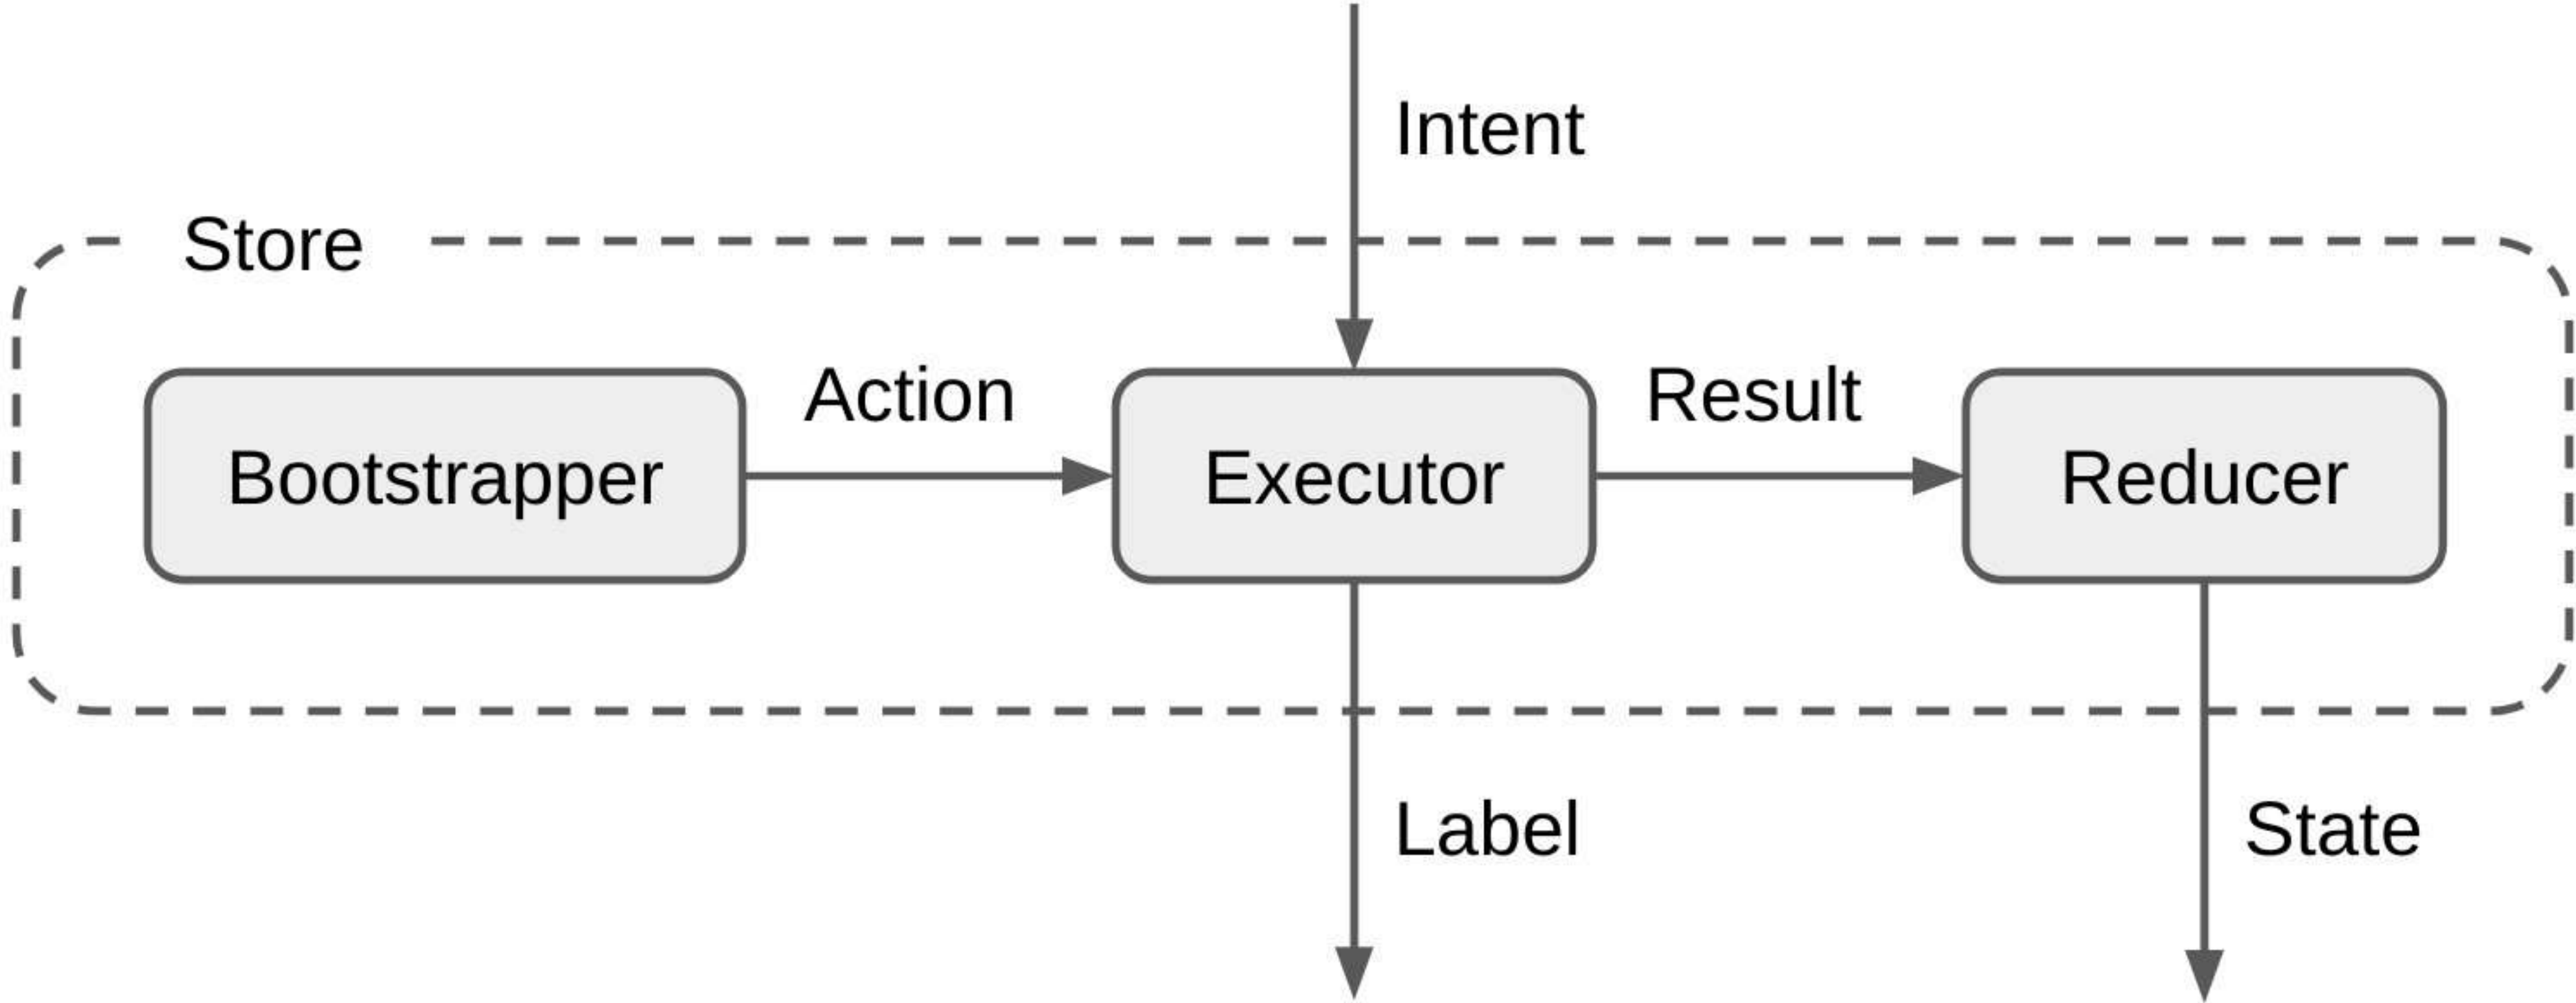 Intent
Store
Action
Result
Bootstrapper
Executor
Reducer
Label
State